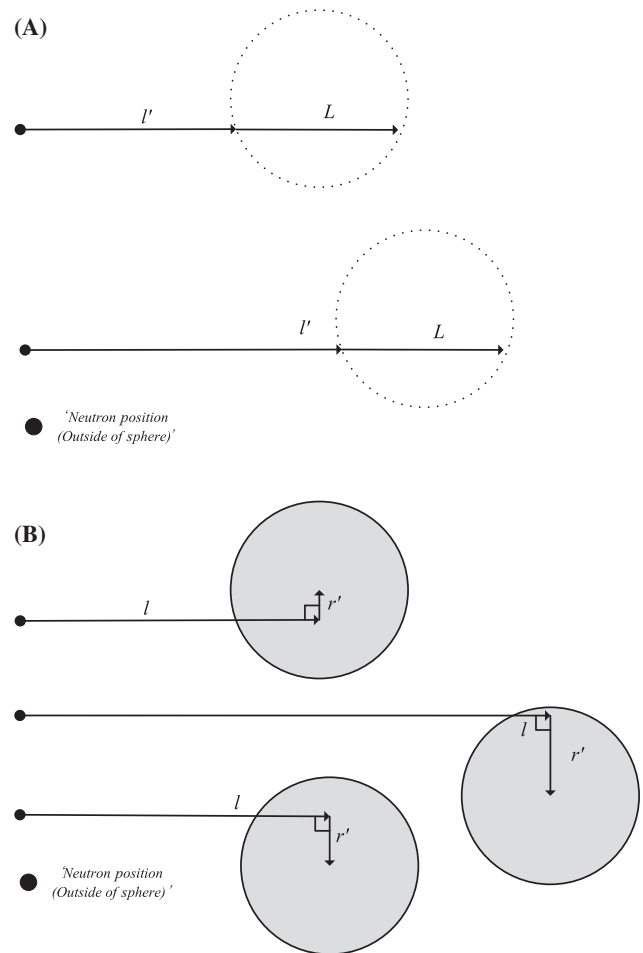 (A)
l'
L
l'
L
'Neutron position
(Outside of sphere)'
(B)
l
r'
l
r'
l
r'
'Neutron position
(Outside of sphere)'